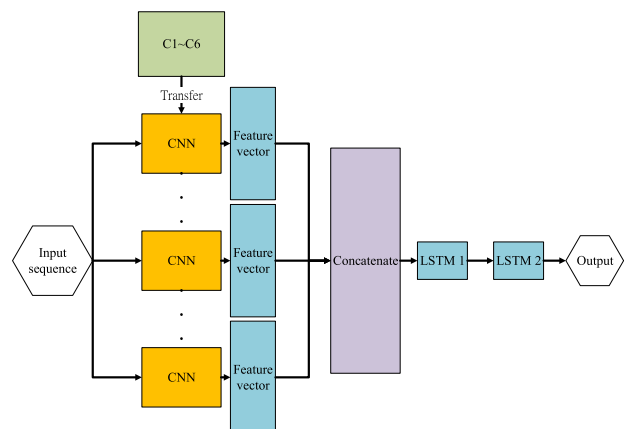 C1~C6
Transfer
CNN
Feature
vector
Input
sequence
CNN
Feature
vector
Concatenate
LSTM 1
LSTM 2
Output
CNN
Feature
vector